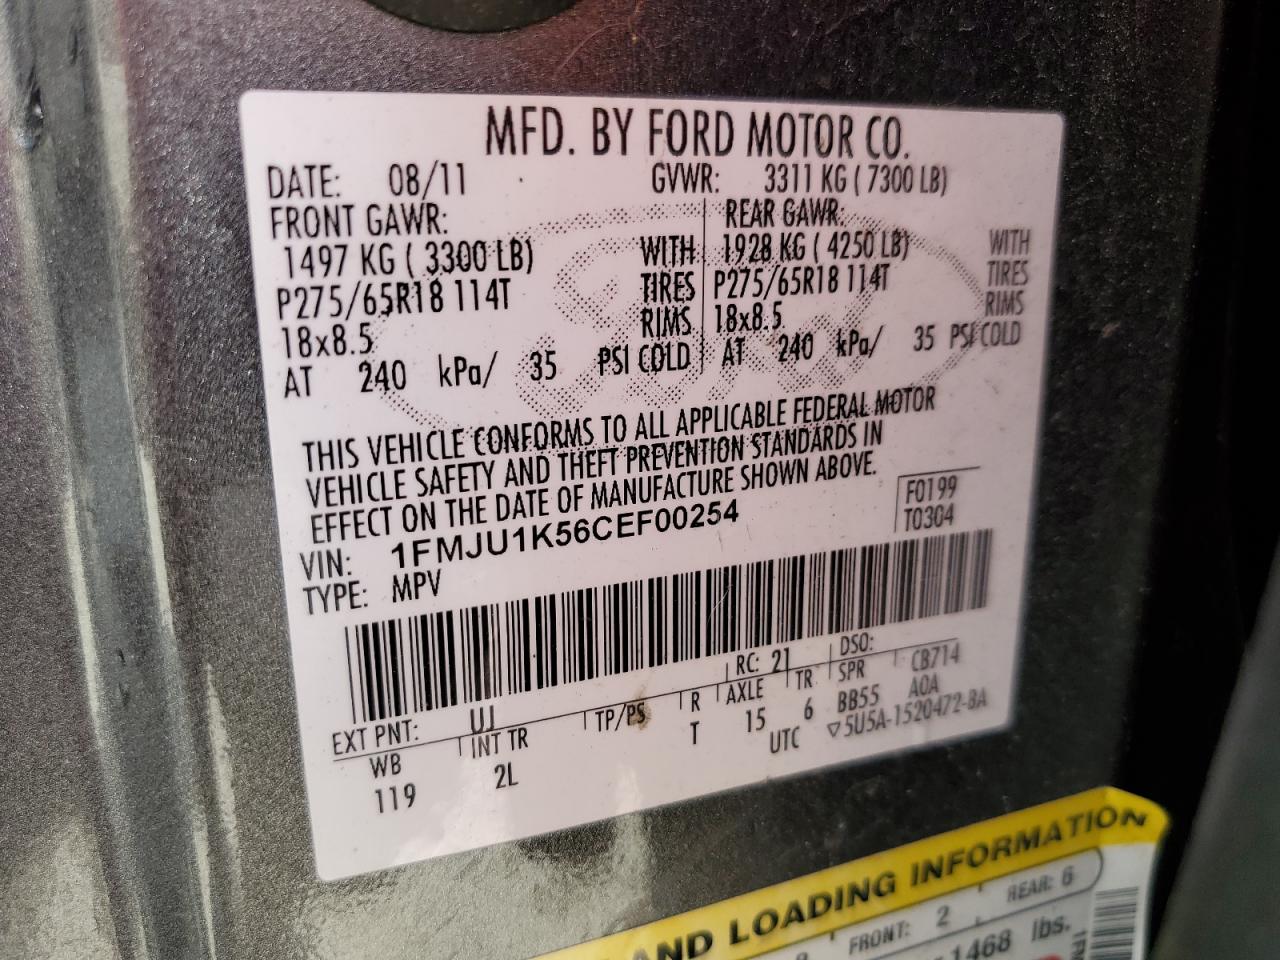 MFD. BY FORD MOTOR CO.
DATE: 08/11 GVWR: 3311 KG ( 7300 LB)
FRONT GAWR: REAR GAWR:
1497 KG ( 3300 LB) WITH 1928 KG ( 4250 LB) WITH
P275/65R18 114T TIRES P275/65R18 114T TIRES
18x8.5 RIMS 18x8.5 RIMS
AT 240 kPa/ 35 PSI COLD AT 240 kPa/ 35 PSI COLD
THIS VEHICLE CONFORMS TO ALL APPLICABLE FEDERAL MOTOR
VEHICLE SAFETY AND THEFT PREVENTION STANDARDS IN
EFFECT ON THE DATE OF MANUFACTURE SHOWN ABOVE.
F0199
VIN: 1FMJU1K56CEF00254 T0304
TYPE: MPV
EXT PNT: UJ RC: 21 DSO:
WB INT TR TP/PS R AXLE TR SPR CB714
119 2L T 15 6 BB55 A0A
UTC ▽5U5A-1520472-BA
AND LOADING INFORMATION
FRONT: 2 REAR: 6
1468 lbs.